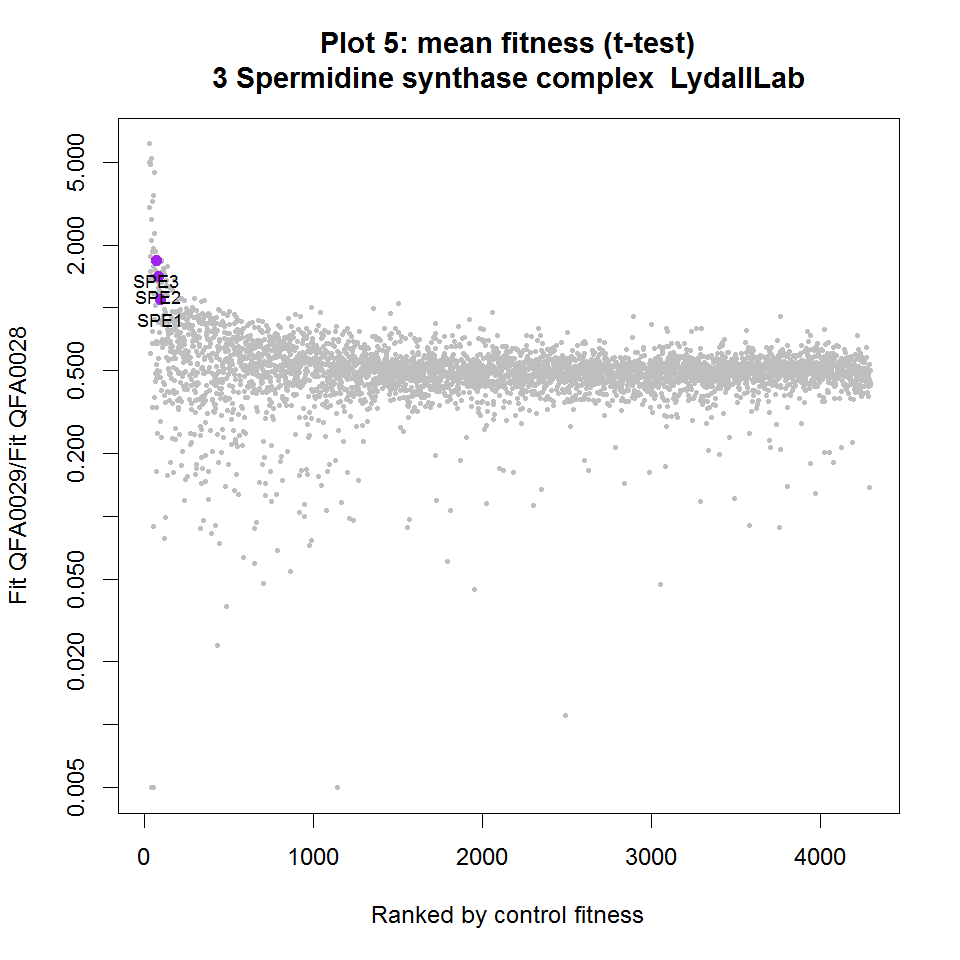 Plot 5: mean fitness (t-test)
3 Spermidine synthase complex  LydallLab
Fit QFA0029/Fit QFA0028
5.000
2.000
0.500
0.200
0.050
0.020
0.005
SPE3
SPE2
SPE1
0
1000
2000
3000
4000
Ranked by control fitness